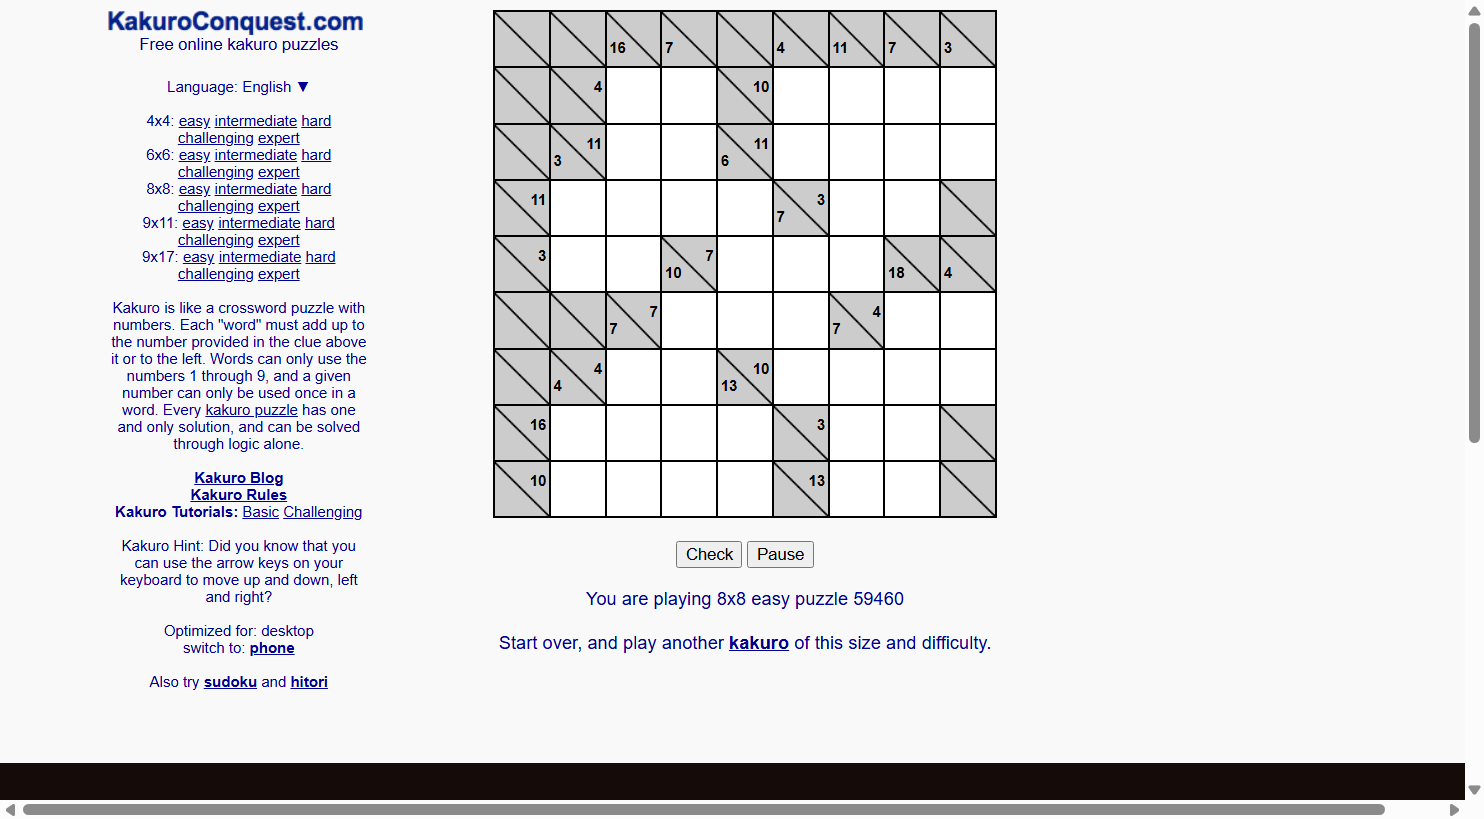 KakuroConquest.com
Free online kakuro puzzles
Language: English ▼
4x4: easy intermediate hard
challenging expert
6x6: easy intermediate hard
challenging expert
8x8: easy intermediate hard
challenging expert
9x11: easy intermediate hard
challenging expert
9x17: easy intermediate hard
challenging expert
Kakuro is like a crossword puzzle with
numbers. Each "word" must add up to
the number provided in the clue above
it or to the left. Words can only use the
numbers 1 through 9, and a given
number can only be used once in a
word. Every kakuro puzzle has one
and only solution, and can be solved
through logic alone.
Kakuro Blog
Kakuro Rules
Kakuro Tutorials: Basic Challenging
Kakuro Hint: Did you know that you
can use the arrow keys on your
keyboard to move up and down, left
and right?
Optimized for: desktop
switch to: phone
Also try sudoku and hitori
16 7 4 11 7 3
4 10
11 11
3 6
11 3
7
3 7
10 18 4
7 4
7 7
4 10
4 13
16 3
10 13
Check Pause
You are playing 8x8 easy puzzle 59460
Start over, and play another kakuro of this size and difficulty.